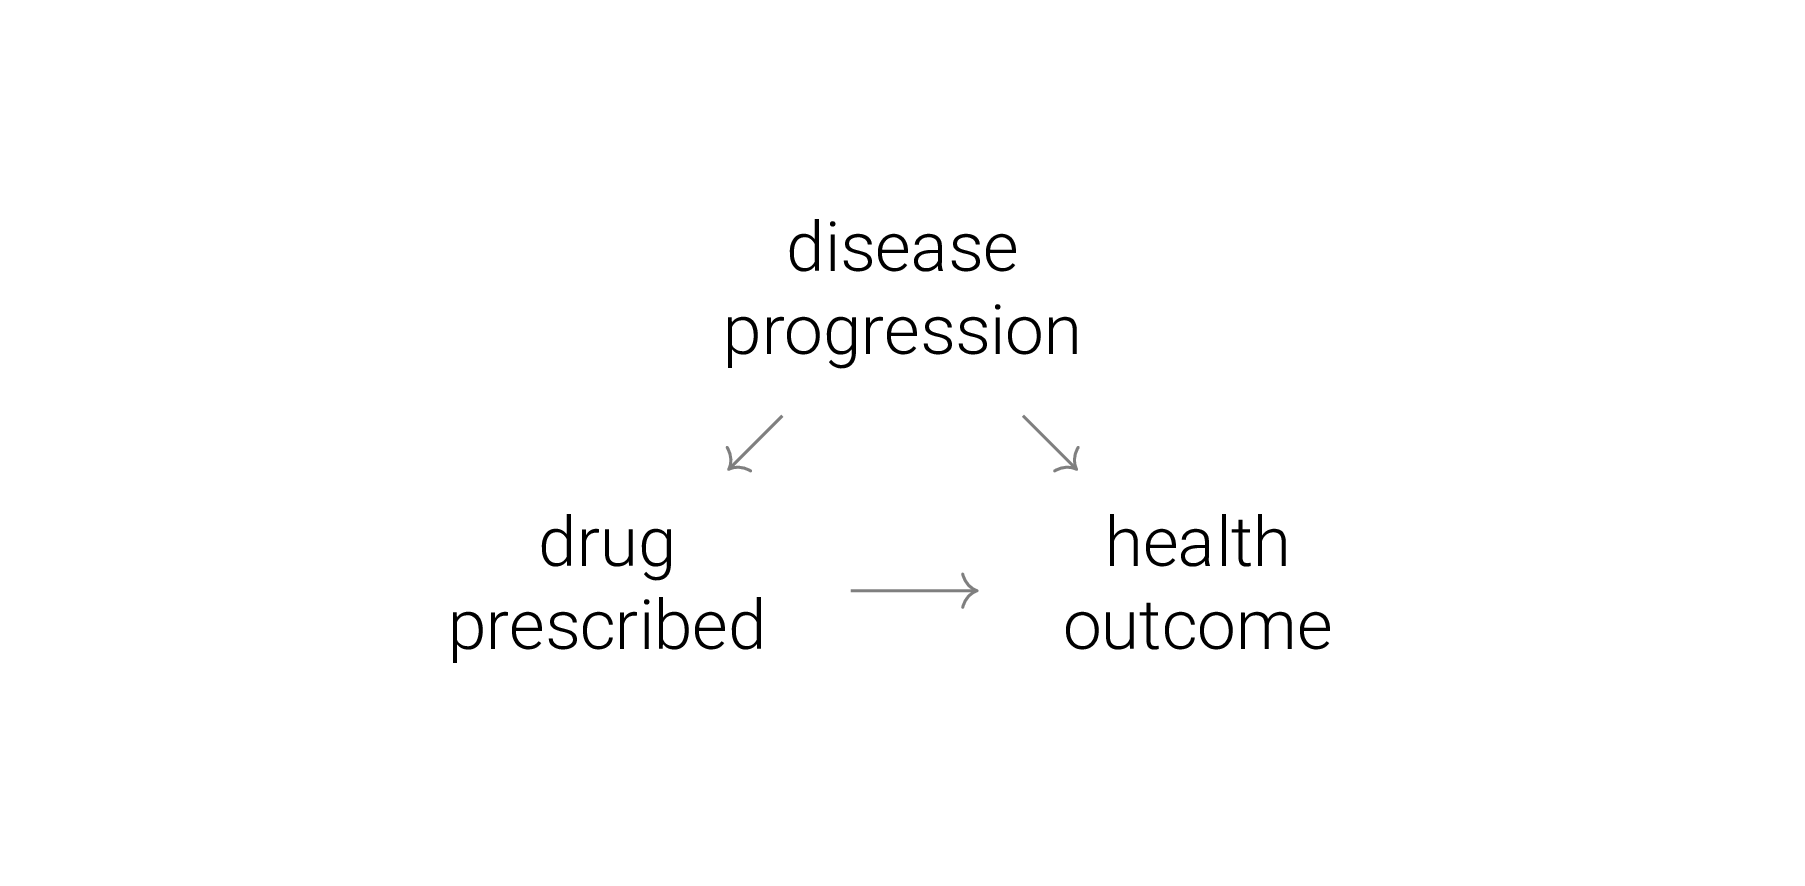 disease
progression
drug
prescribed
health
outcome